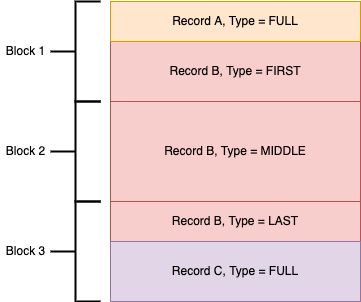 Record A, Type = FULL
Block 1
Record B, Type = FIRST
Block 2
Record B, Type = MIDDLE
Record B, Type = LAST
Block 3
Record C, Type = FULL